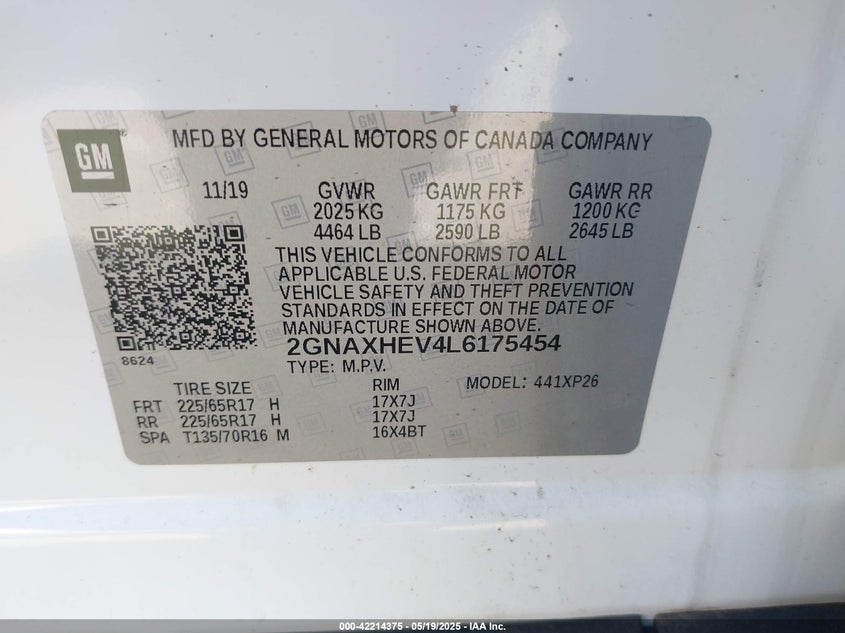 GM
MFD BY GENERAL MOTORS OF CANADA COMPANY
11/19 GVWR GAWR FRT GAWR RR
2025 KG 1175 KG 1200 KG
4464 LB 2590 LB 2645 LB
THIS VEHICLE CONFORMS TO ALL
APPLICABLE U.S. FEDERAL MOTOR
VEHICLE SAFETY AND THEFT PREVENTION
STANDARDS IN EFFECT ON THE DATE OF
MANUFACTURE SHOWN ABOVE.
8624 2GNAXHEV4L6175454
TYPE: M.P.V.
TIRE SIZE RIM MODEL: 441XP26
FRT 225/65R17 H 17X7J
RR 225/65R17 H 17X7J
SPA T135/70R16 M 16X4BT
000-42214375 - 05/19/2025 - IAA Inc.